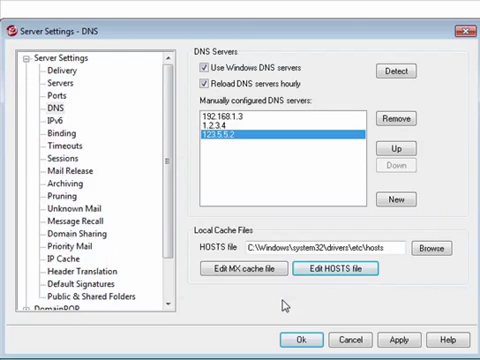 Server Settings - DNS
Server Settings
Delivery
Servers
Ports
DNS
IPv6
Binding
Timeouts
Sessions
Mail Release
Archiving
Pruning
Unknown Mail
Message Recall
Domain Sharing
Priority Mail
IP Cache
Header Translation
Default Signatures
Public & Shared Folders
DomainPOP
DNS Servers
Use Windows DNS servers
Detect
Reload DNS servers hourly
Manually configured DNS servers:
192.168.1.3
1.2.3.4
123.5.5.2
Remove
Up
Down
New
Local Cache Files
HOSTS file C:\Windows\system32\drivers\etc\hosts Browse
Edit MX cache file Edit HOSTS file
Ok Cancel Apply Help